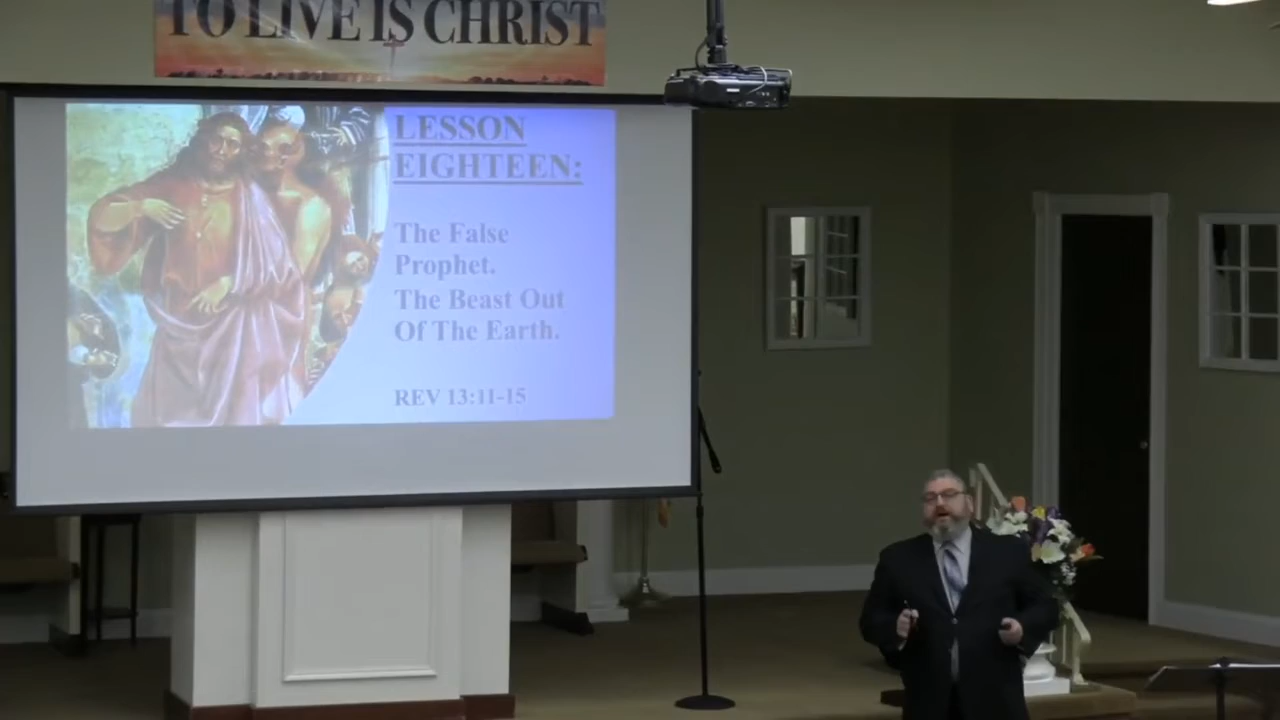 TO LIVE IS CHRIST
LESSON
EIGHTEEN:
The False
Prophet.
The Beast Out
Of The Earth.
REV 13:11-15